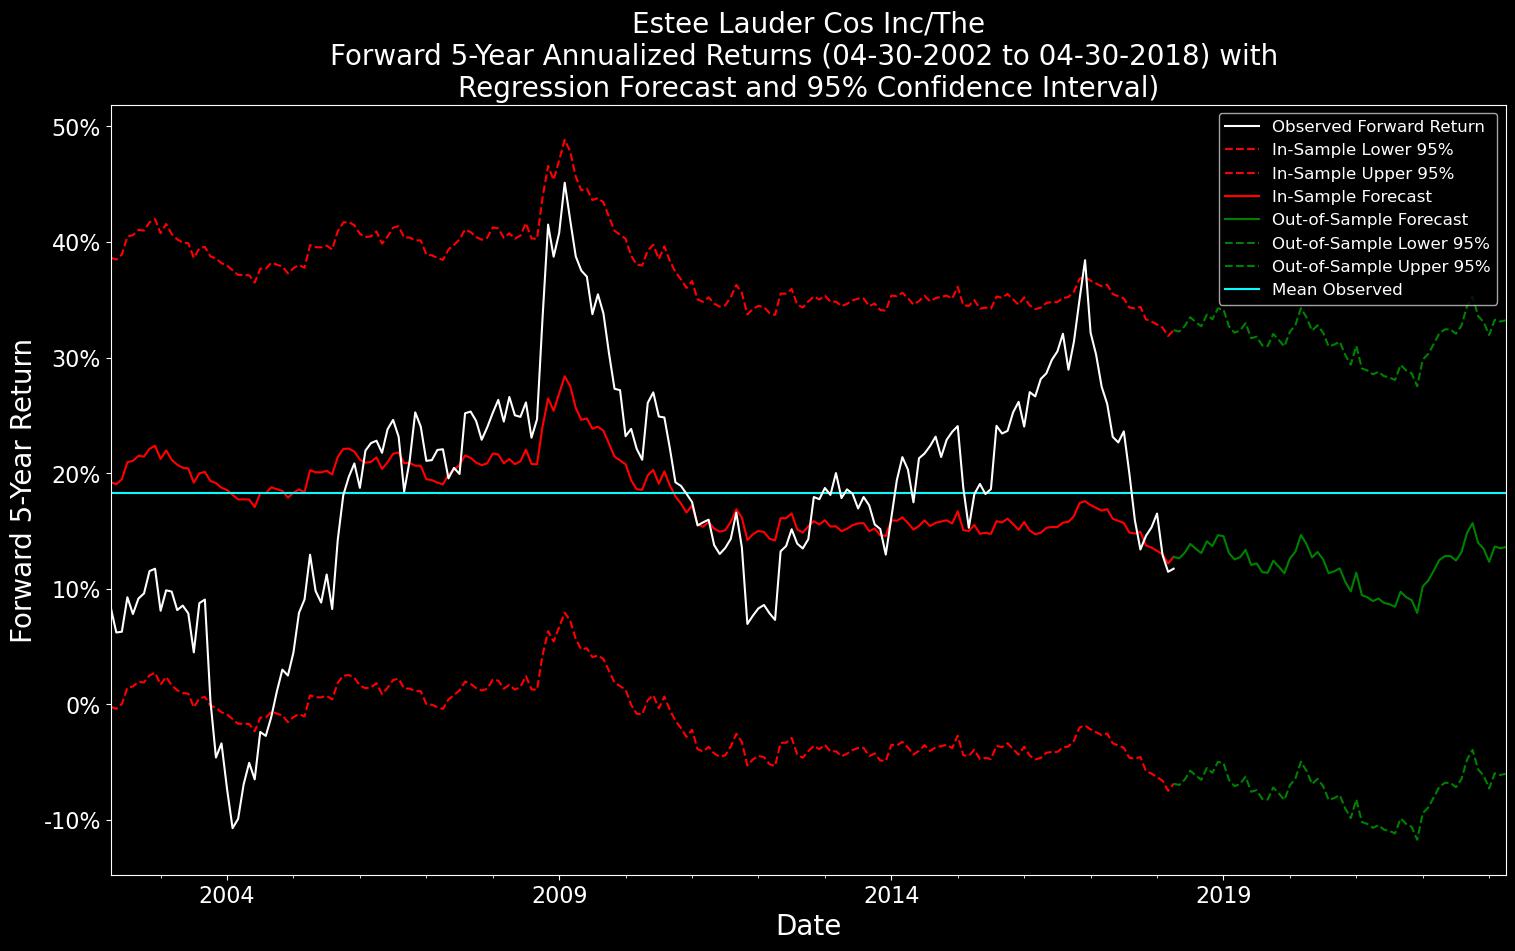 Estee Lauder Cos Inc/The
Forward 5-Year Annualized Returns (04-30-2002 to 04-30-2018) with
Regression Forecast and 95% Confidence Interval)
Observed Forward Return
In-Sample Lower 95%
In-Sample Upper 95%
In-Sample Forecast
Out-of-Sample Forecast
Out-of-Sample Lower 95%
Out-of-Sample Upper 95%
Mean Observed
Forward 5-Year Return
50%
40%
30%
20%
10%
0%
-10%
2004
2009
2014
2019
Date